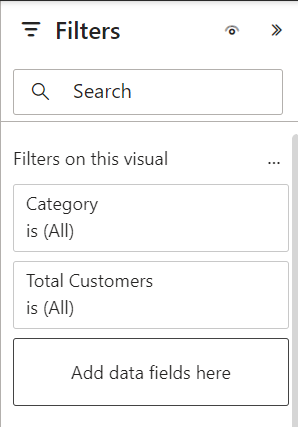 Filters
Search
Filters on this visual
...
Category
is (All)
Total Customers
is (All)
Add data fields here